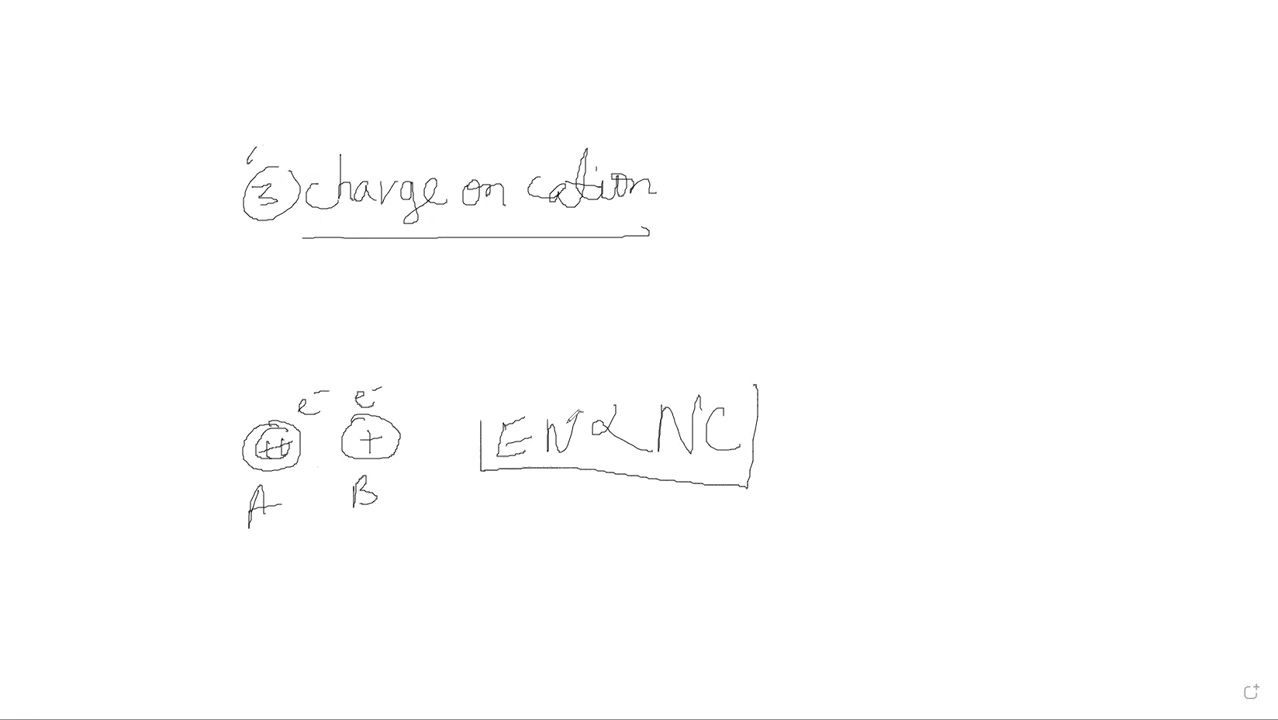 ③ charge on cation
e⁻ e⁻
++ + EN ∝ NC
A B